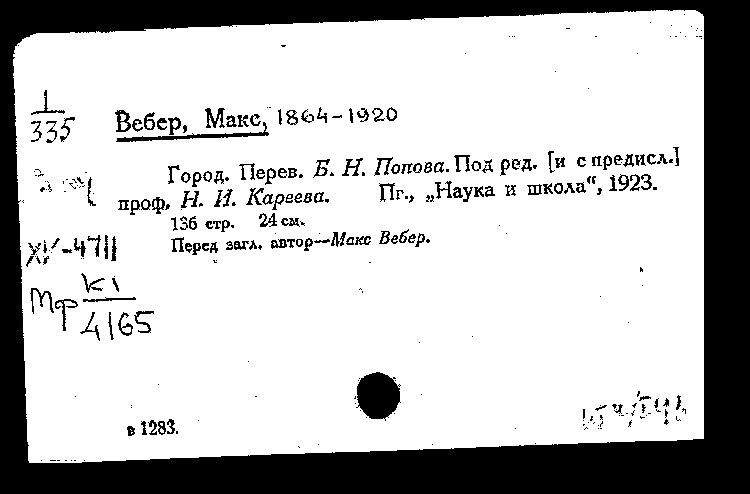 1
335
Вебер, Макс, 1864-1920
Город. Перев. Б. Н. Попова. Под ред. [и с предисл.]
проф. Н. И. Кареева. Пг., „Наука и школа“, 1923.
136 стр. 24 см.
Перед загл. автор—Макс Вебер.
XV-4711
Мф К1
4165
в 1283.